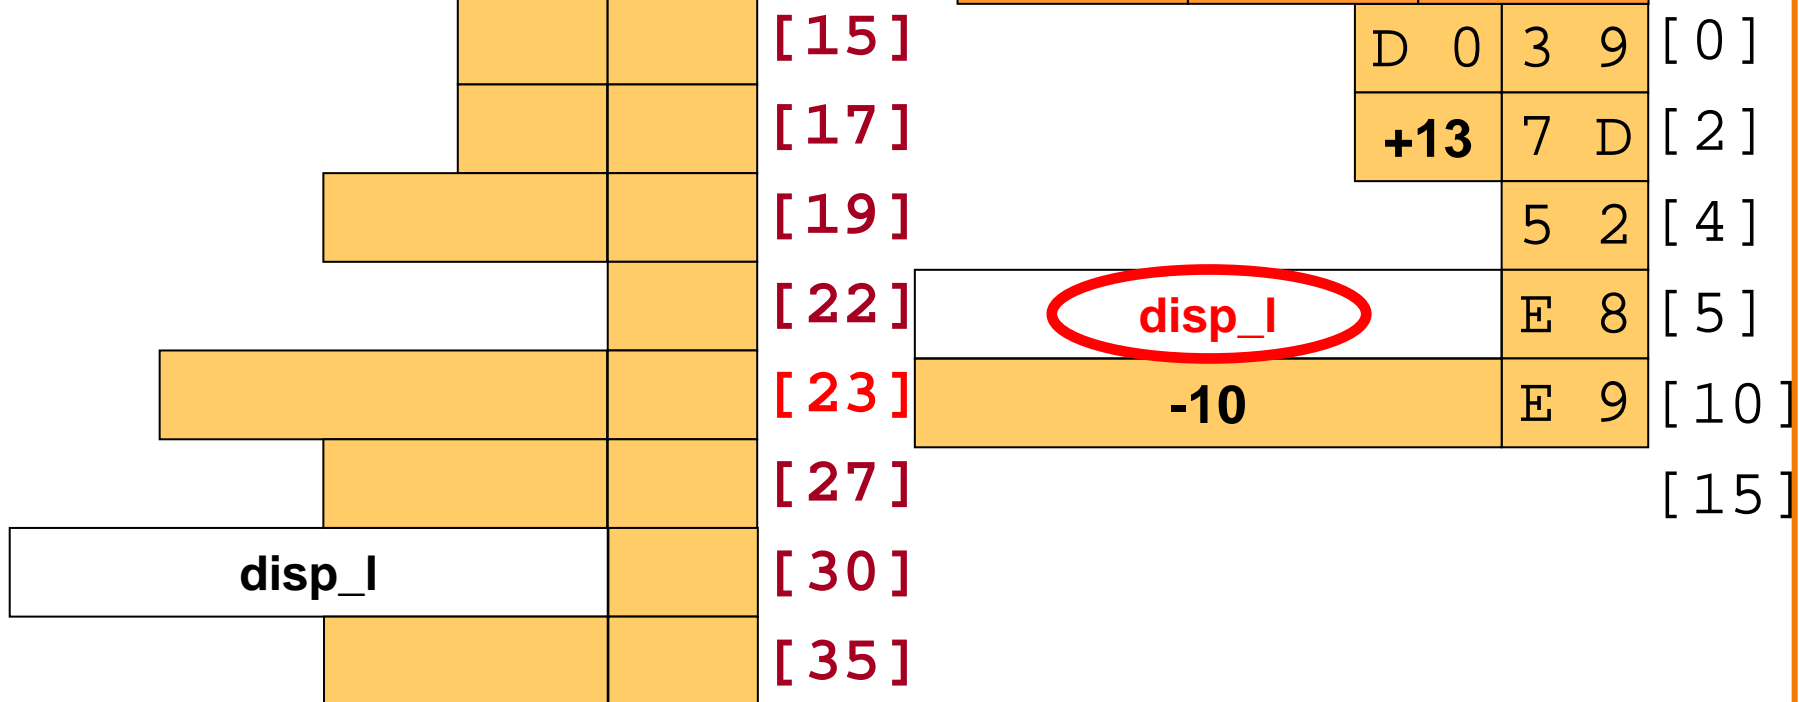 [15]
[17]
[19]
[22]
[23]
[27]
disp_l [30]
[35]
D 0 3 9 [0]
+13 7 D [2]
5 2 [4]
disp_l E 8 [5]
-10 E 9 [10]
[15]